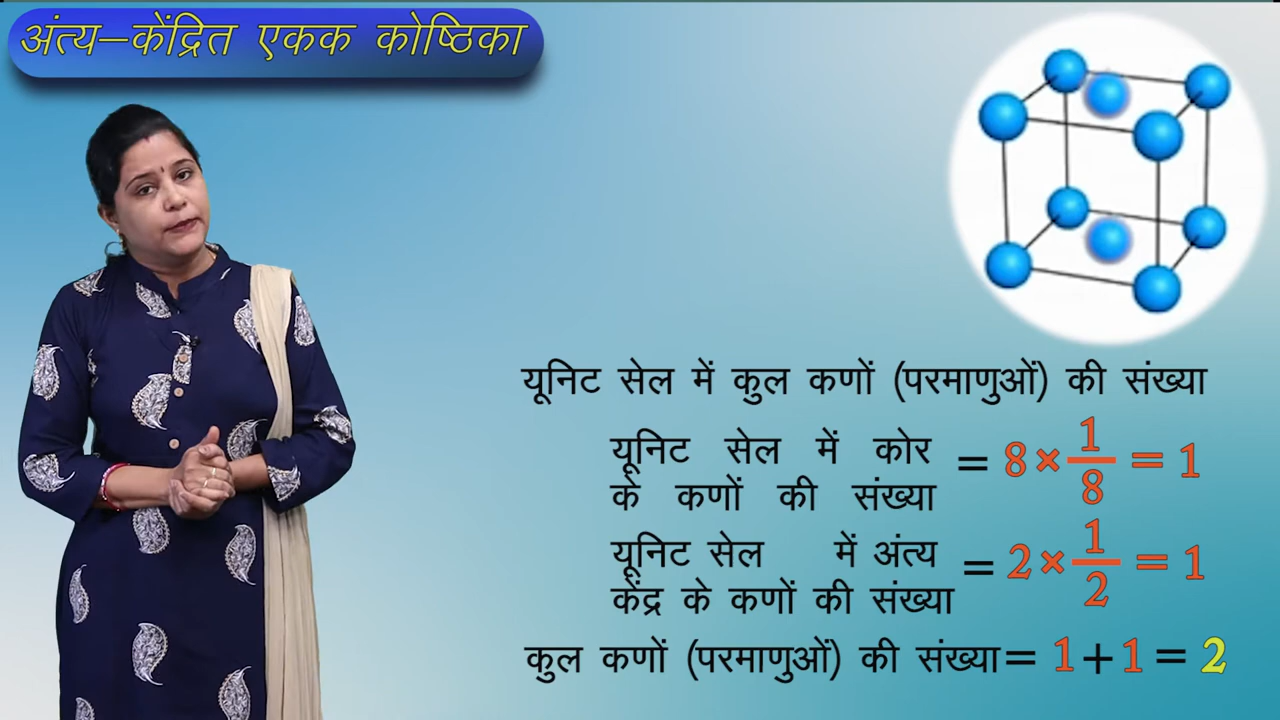 अंत्य–केंद्रित एकक कोष्ठिका
यूनिट सेल में कुल कणों (परमाणुओं) की संख्या
यूनिट सेल में कोर
के कणों की संख्या = 8 × 1/8 = 1
यूनिट सेल में अंत्य
केंद्र के कणों की संख्या = 2 × 1/2 = 1
कुल कणों (परमाणुओं) की संख्या = 1 + 1 = 2